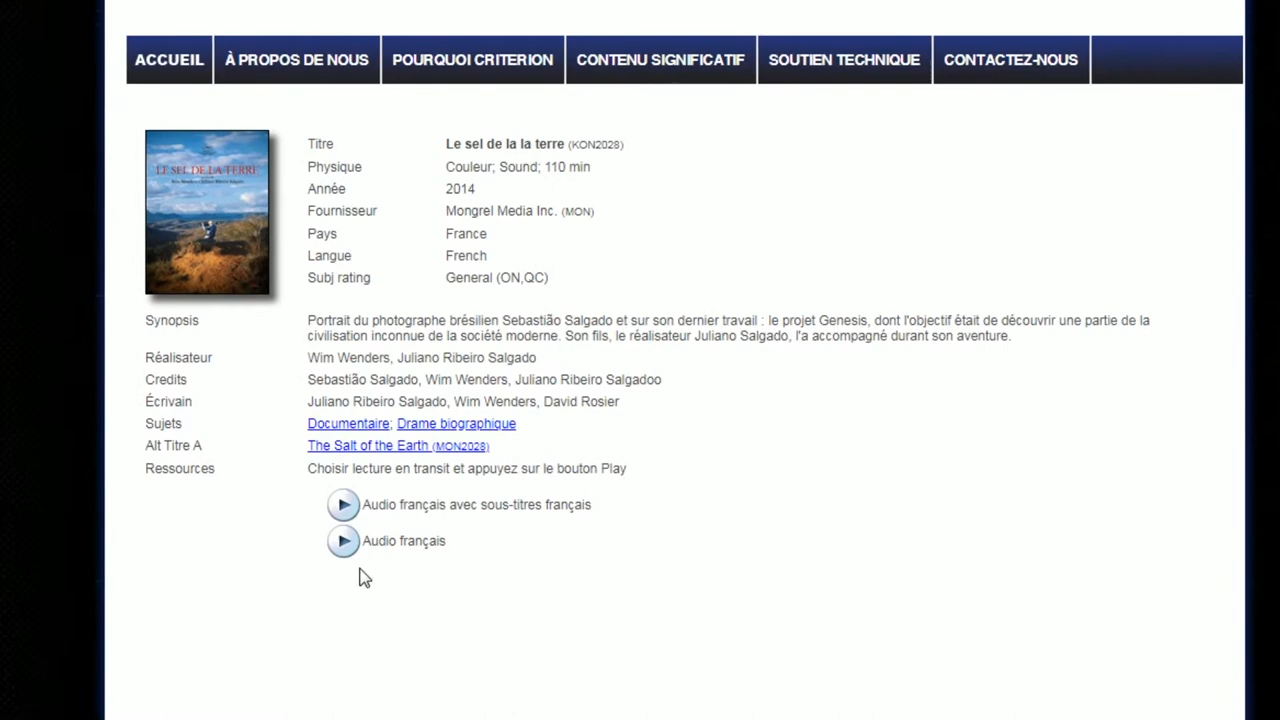 ACCUEIL À PROPOS DE NOUS POURQUOI CRITERION CONTENU SIGNIFICATIF SOUTIEN TECHNIQUE CONTACTEZ-NOUS
LE SEL DE LA TERRE
Titre Le sel de la la terre (KON2028)
Physique Couleur; Sound; 110 min
Année 2014
Fournisseur Mongrel Media Inc. (MON)
Pays France
Langue French
Subj rating General (ON,QC)
Synopsis Portrait du photographe brésilien Sebastião Salgado et sur son dernier travail : le projet Genesis, dont l'objectif était de découvrir une partie de la
civilisation inconnue de la société moderne. Son fils, le réalisateur Juliano Salgado, l'a accompagné durant son aventure.
Réalisateur Wim Wenders, Juliano Ribeiro Salgado
Credits Sebastião Salgado, Wim Wenders, Juliano Ribeiro Salgadoo
Écrivain Juliano Ribeiro Salgado, Wim Wenders, David Rosier
Sujets Documentaire; Drame biographique
Alt Titre A The Salt of the Earth (MON2028)
Ressources Choisir lecture en transit et appuyez sur le bouton Play
Audio français avec sous-titres français
Audio français